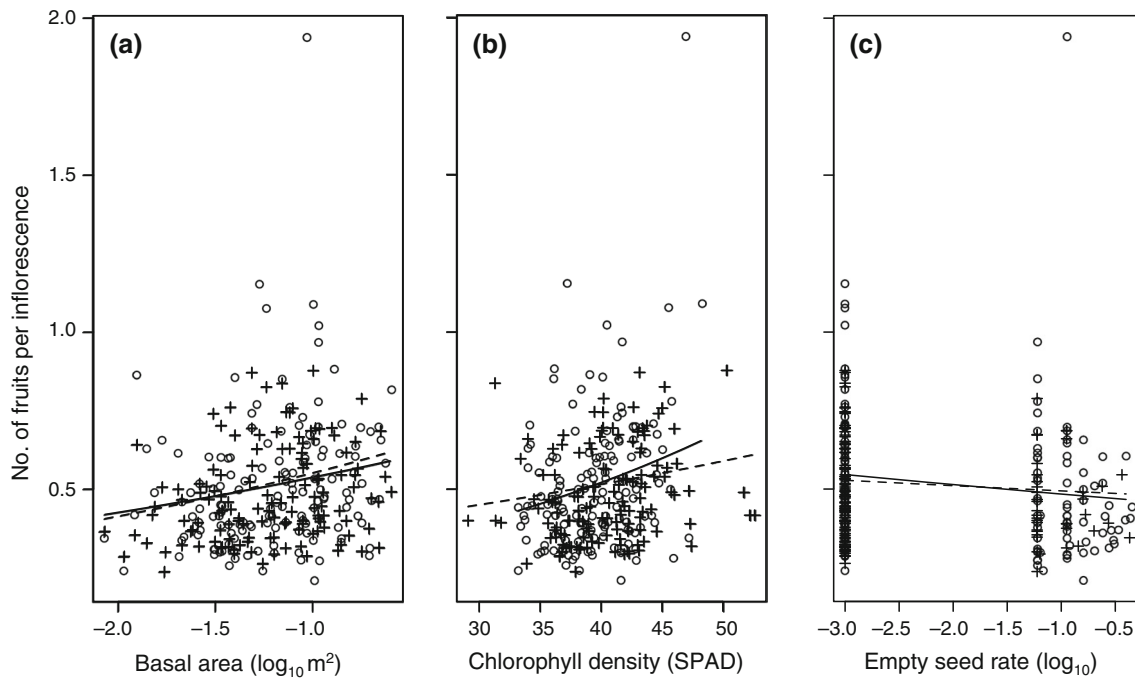 (a)
(b)
(c)
No. of fruits per inflorescence
2.0
1.5
1.0
0.5
−2.0 −1.5 −1.0
30 35 40 45 50
−3.0 −2.5 −2.0 −1.5 −1.0 −0.5
Basal area (log₁₀ m²)
Chlorophyll density (SPAD)
Empty seed rate (log₁₀)